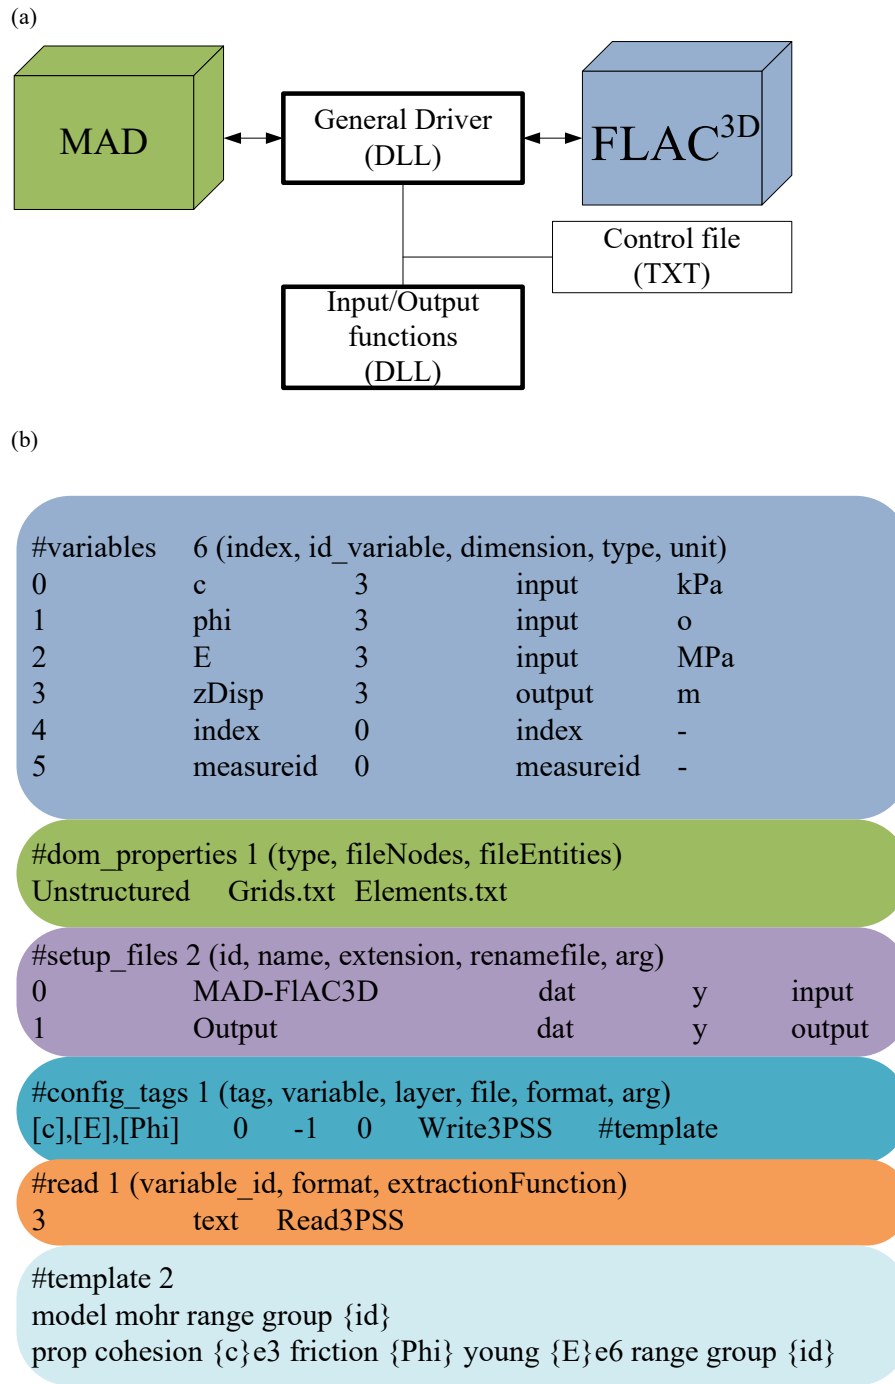 (a)
MAD
General Driver
(DLL)
FLAC3D
Control file
(TXT)
Input/Output
functions
(DLL)
(b)
#variables 6 (index, id_variable, dimension, type, unit)
0 c 3 input kPa
1 phi 3 input o
2 E 3 input MPa
3 zDisp 3 output m
4 index 0 index -
5 measureid 0 measureid -
#dom_properties 1 (type, fileNodes, fileEntities)
Unstructured Grids.txt Elements.txt
#setup_files 2 (id, name, extension, renamefile, arg)
0 MAD-FlAC3D dat y input
1 Output dat y output
#config_tags 1 (tag, variable, layer, file, format, arg)
[c],[E],[Phi] 0 -1 0 Write3PSS #template
#read 1 (variable_id, format, extractionFunction)
3 text Read3PSS
#template 2
model mohr range group {id}
prop cohesion {c}e3 friction {Phi} young {E}e6 range group {id}